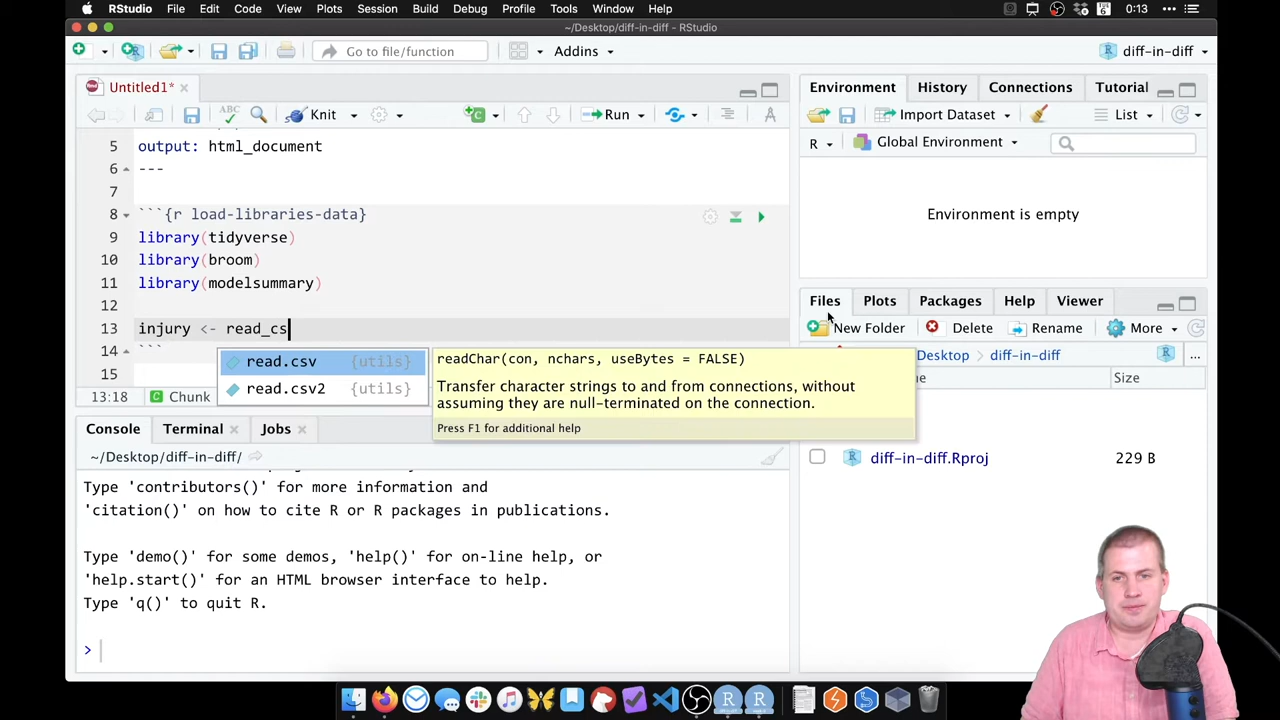 RStudio File Edit Code View Plots Session Build Debug Profile Tools Window Help TUE 6 0:13
~/Desktop/diff-in-diff - RStudio
Go to file/function Addins diff-in-diff
Untitled1*
ABC Knit Run
5 output: html_document
6 ---
7
8 ```{r load-libraries-data}
9 library(tidyverse)
10 library(broom)
11 library(modelsummary)
12
13 injury <- read_cs
14 ```
15
read.csv {utils}
read.csv2 {utils}
readChar(con, nchars, useBytes = FALSE)
Transfer character strings to and from connections, without
assuming they are null-terminated on the connection.
Press F1 for additional help
13:18 Chunk
Console Terminal Jobs
~/Desktop/diff-in-diff/
Type 'contributors()' for more information and
'citation()' on how to cite R or R packages in publications.
Type 'demo()' for some demos, 'help()' for on-line help, or
'help.start()' for an HTML browser interface to help.
Type 'q()' to quit R.
>
Environment History Connections Tutorial
Import Dataset List
R Global Environment
Environment is empty
Files Plots Packages Help Viewer
New Folder Delete Rename More
Desktop diff-in-diff ...
Size
diff-in-diff.Rproj 229 B